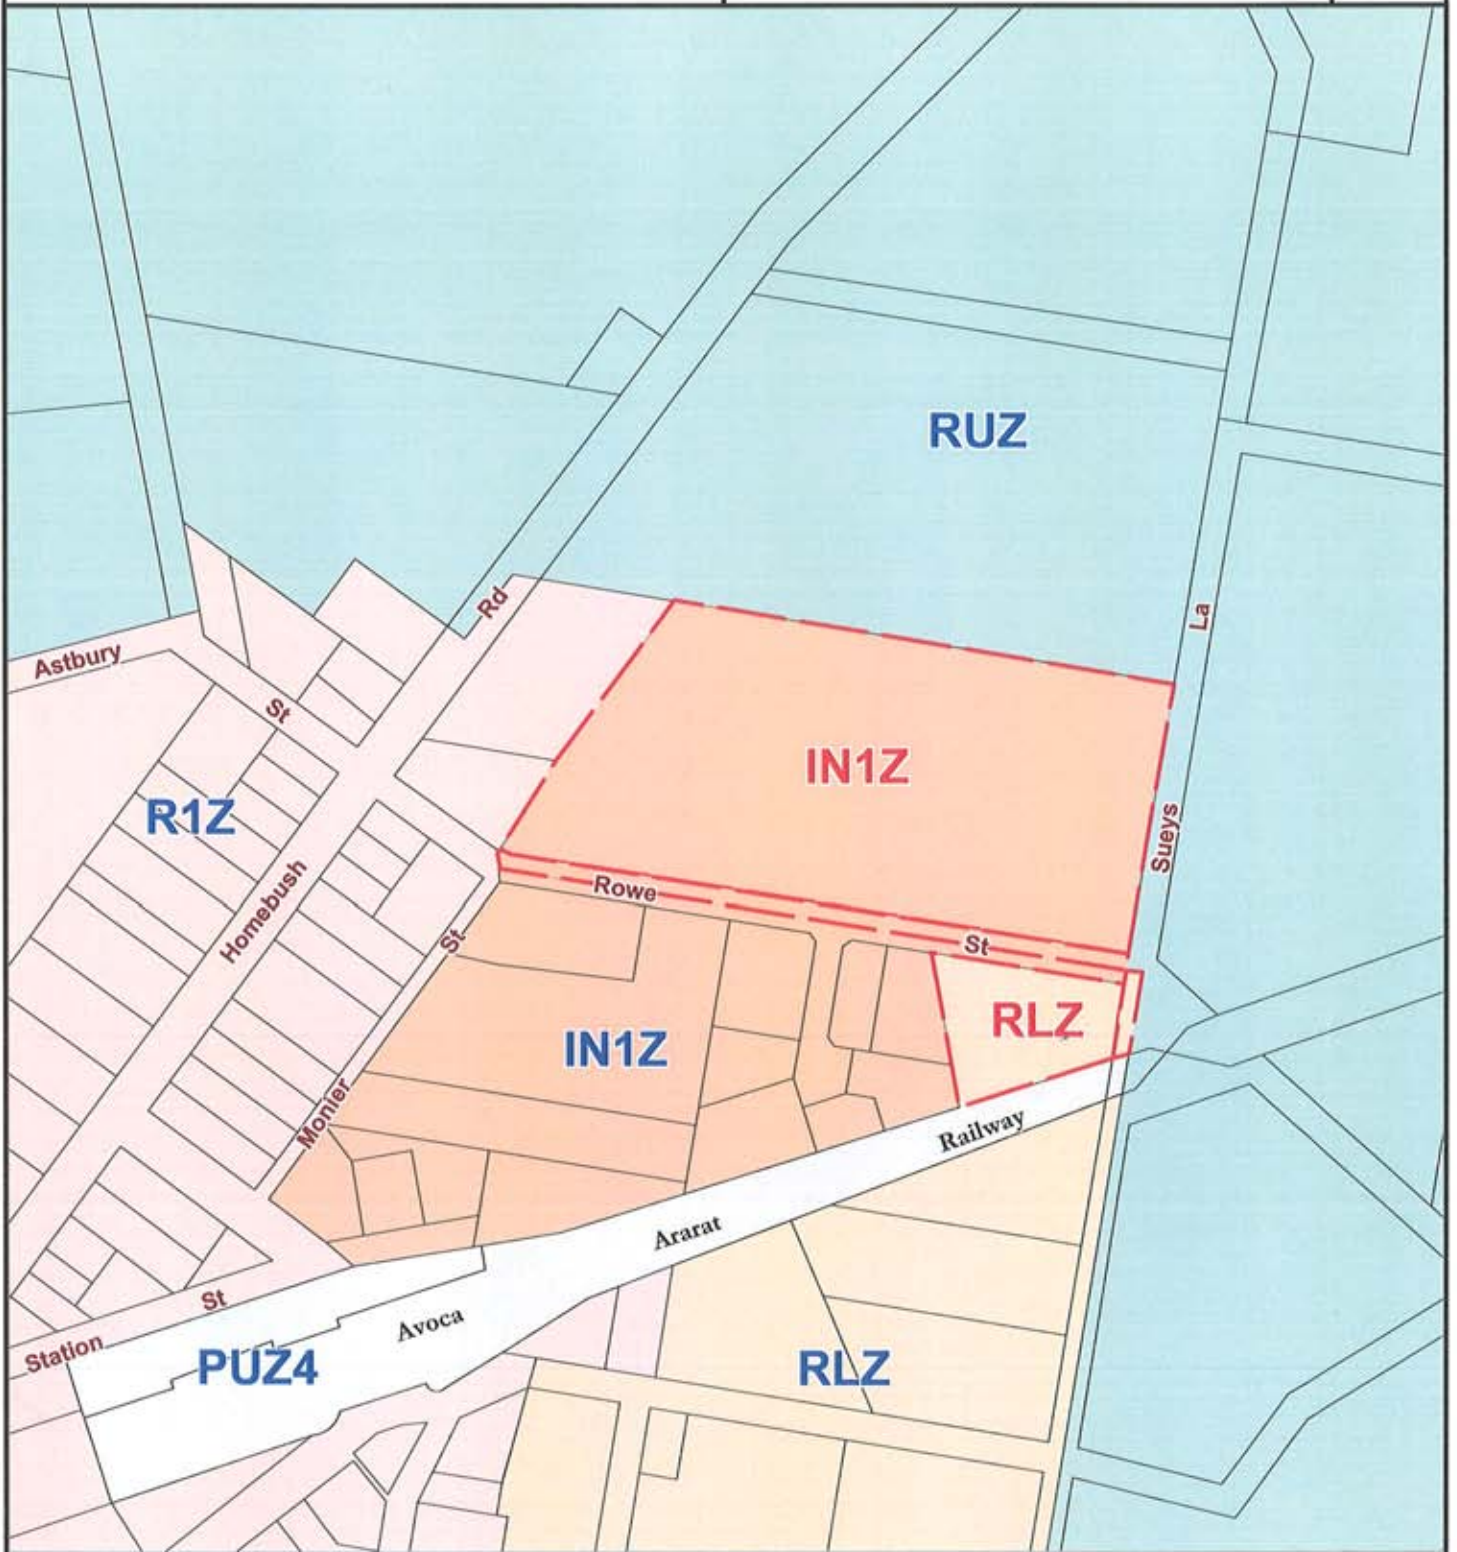 RUZ
Rd
La
Astbury
St
IN1Z
R1Z
Sueys
Rowe
Homebush
St
St
RLZ
IN1Z
Monier
Railway
Ararat
St
Avoca
Station
PUZ4
RLZ